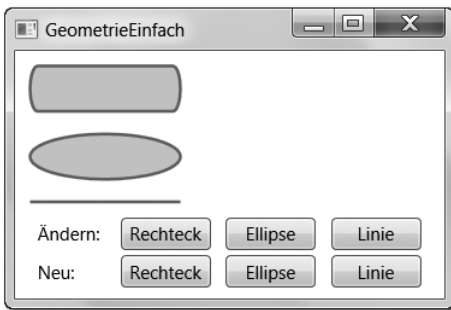 GeometrieEinfach
Ändern: Rechteck Ellipse Linie
Neu: Rechteck Ellipse Linie